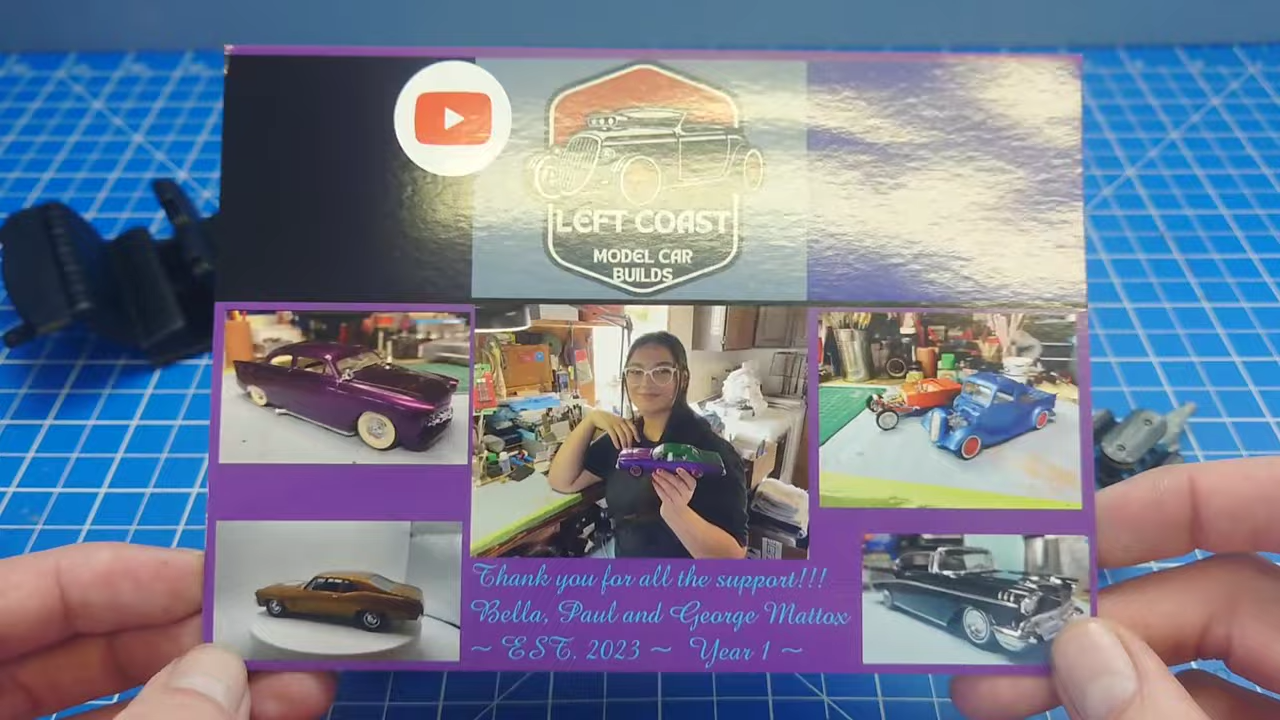 LEFT COAST
MODEL CAR
BUILDS
Thank you for all the support!!!
Bella, Paul and George Mattox
~ EST. 2023 ~ Year 1 ~